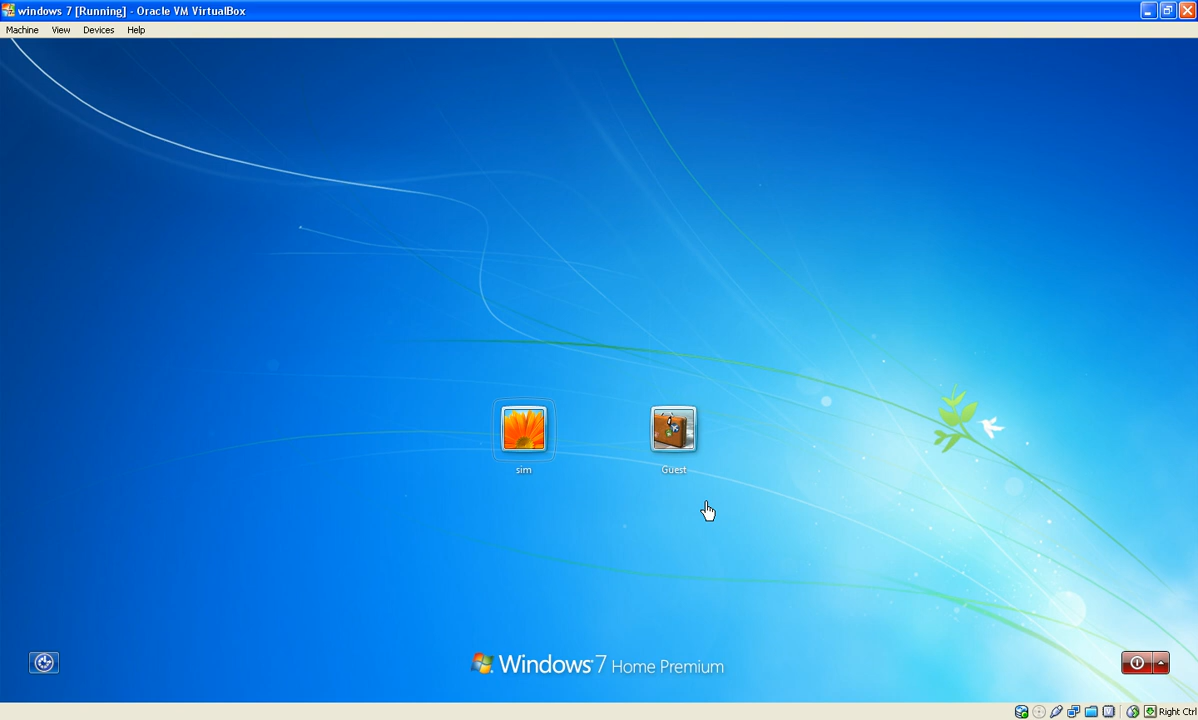 windows 7 [Running] - Oracle VM VirtualBox
Machine View Devices Help
sim Guest
Windows 7 Home Premium
Right Ctrl